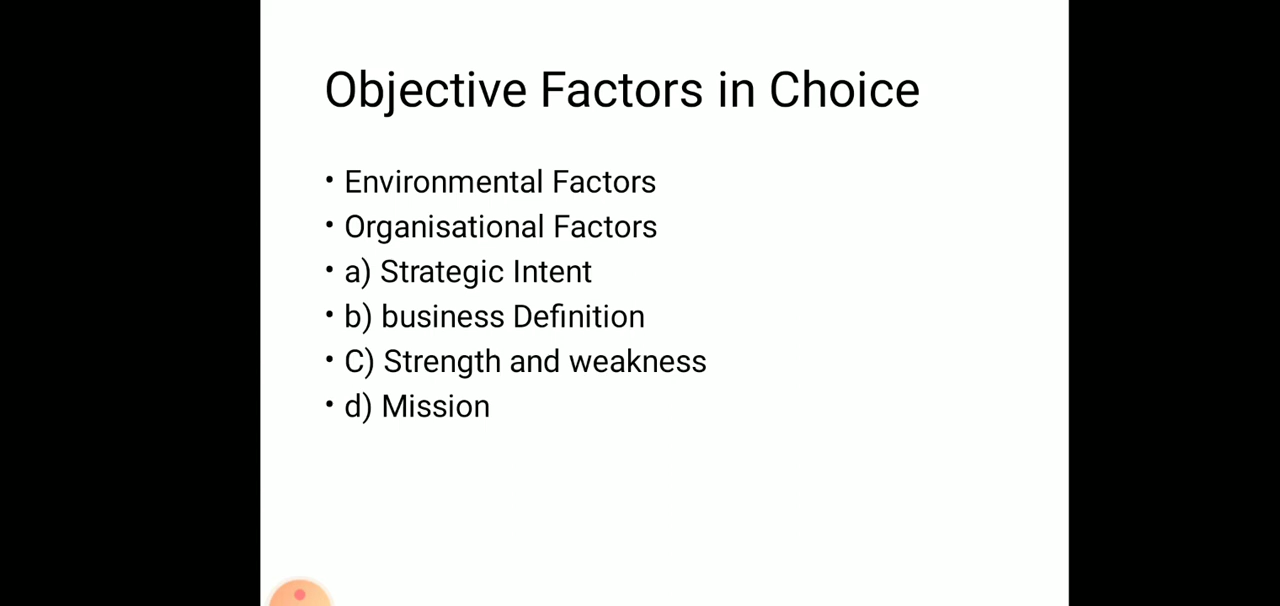 Objective Factors in Choice
• Environmental Factors
• Organisational Factors
• a) Strategic Intent
• b) business Definition
• C) Strength and weakness
• d) Mission